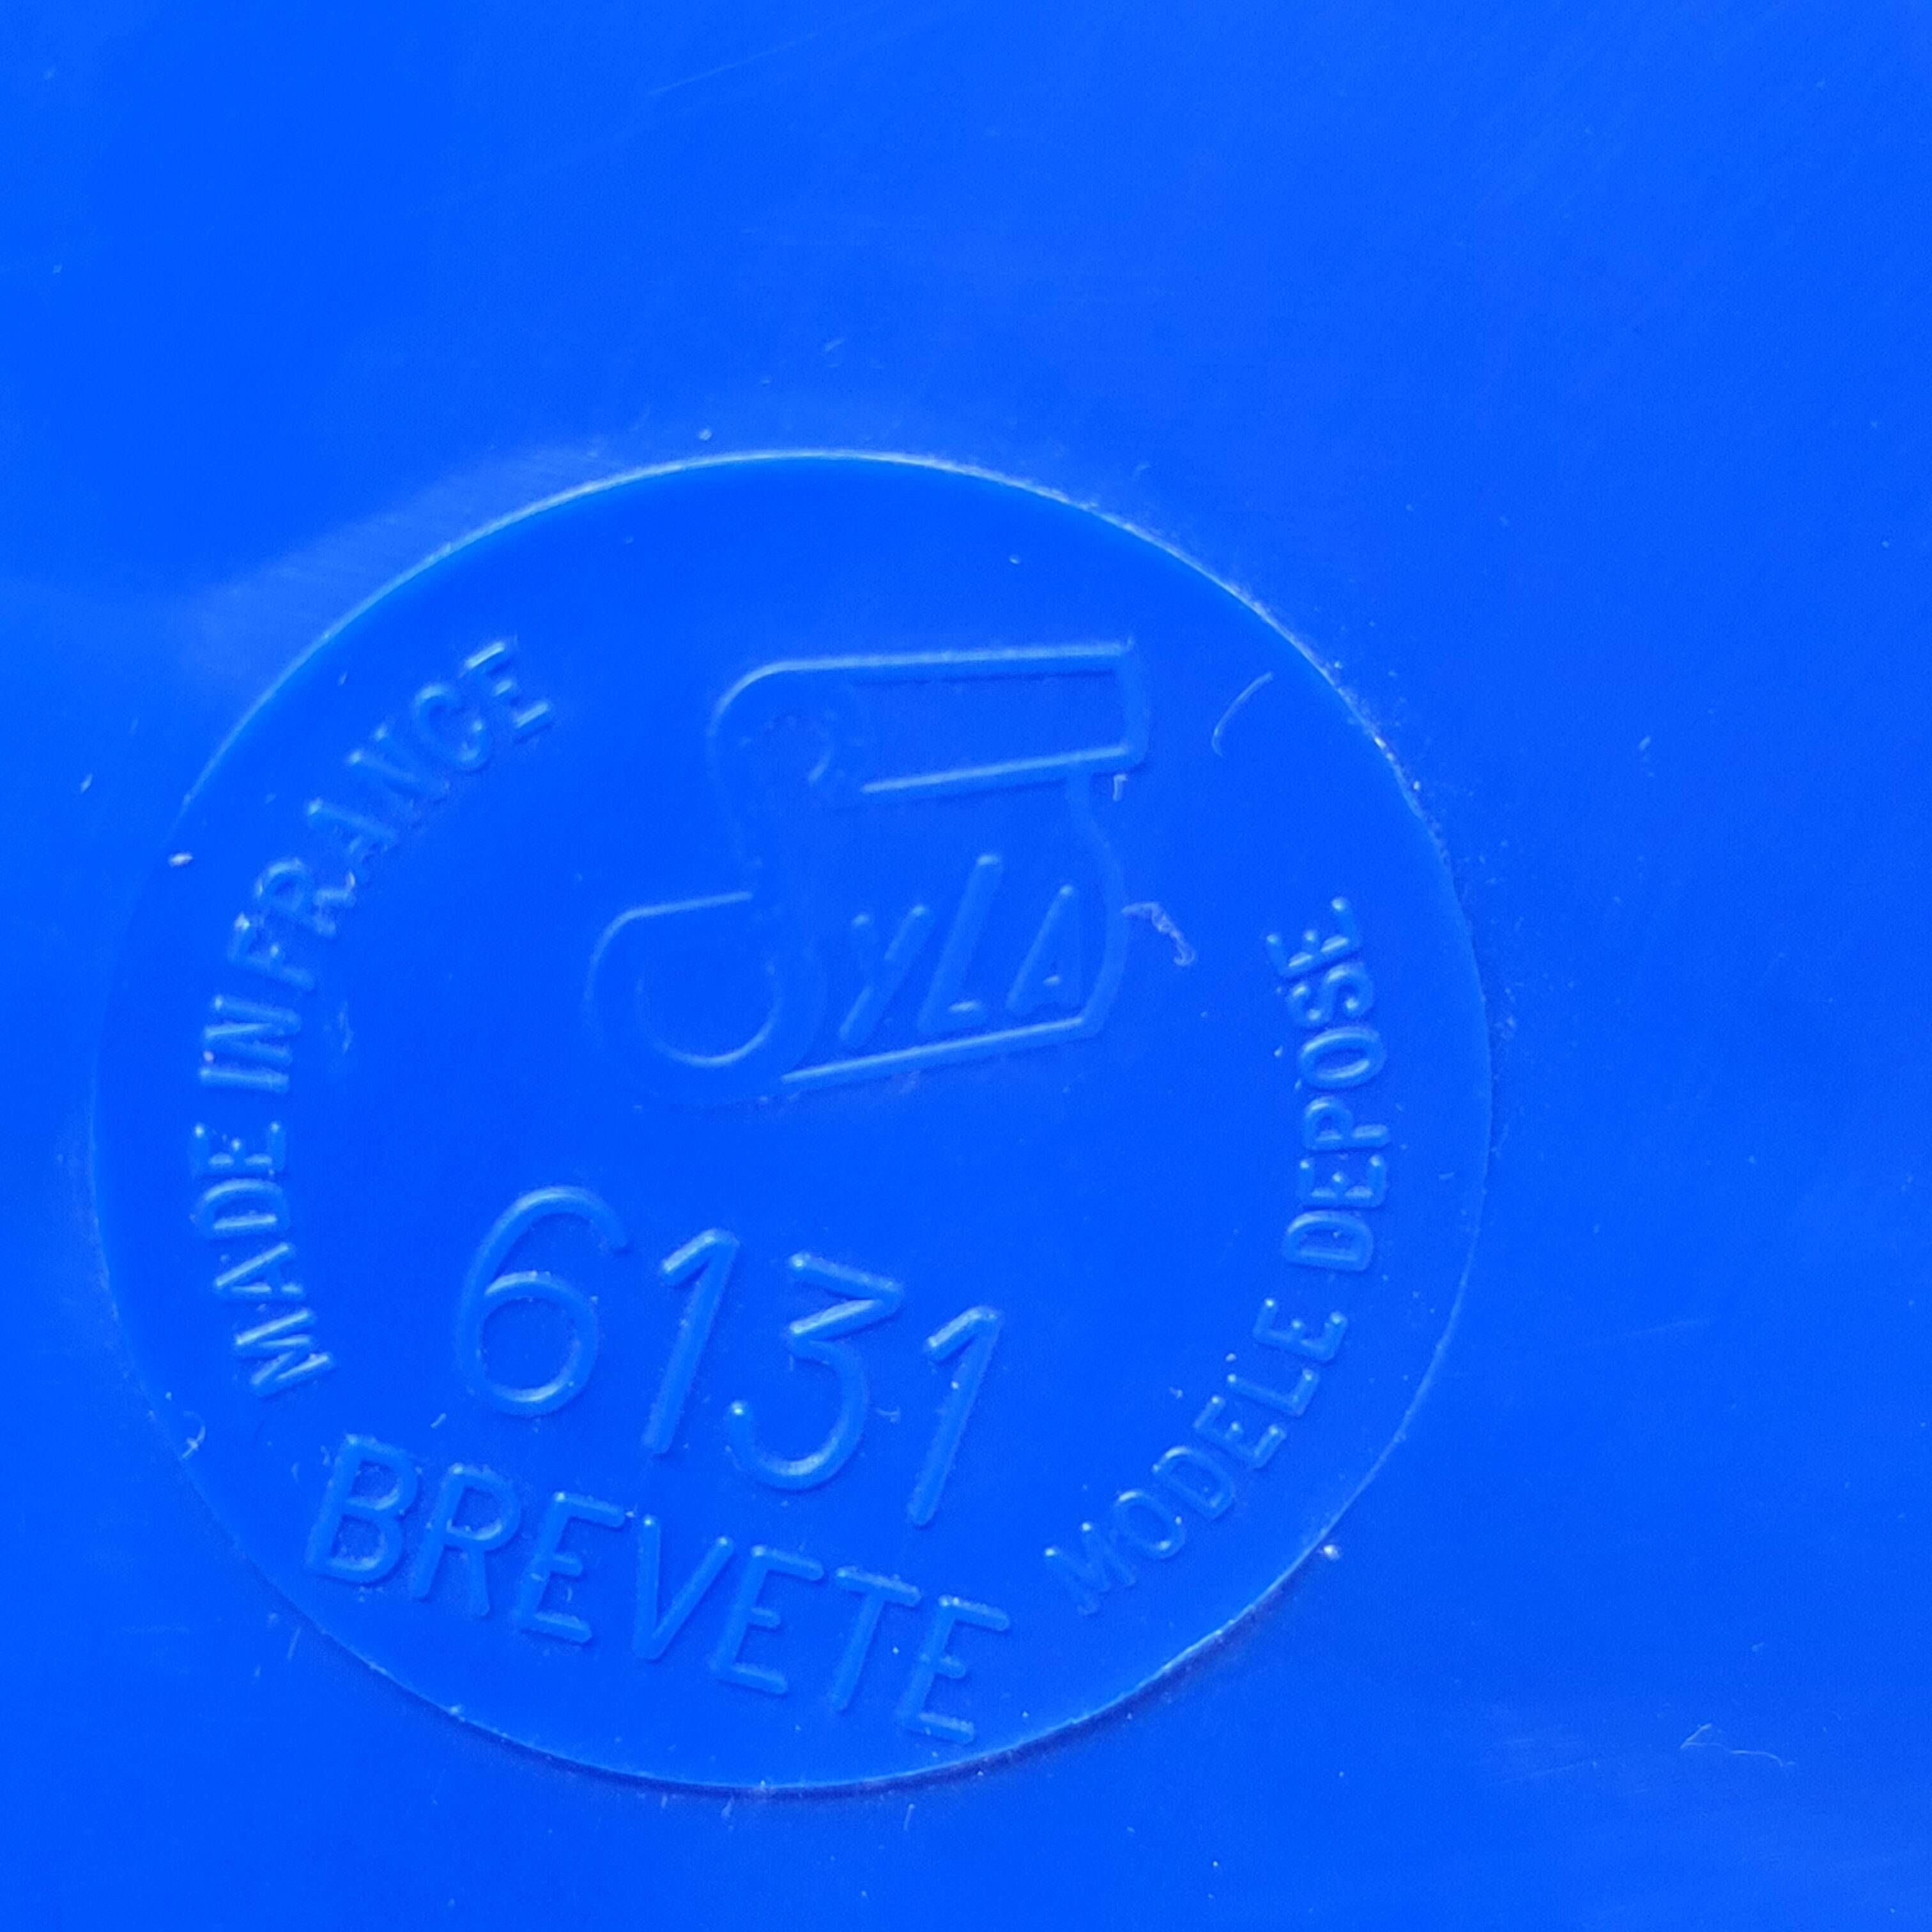 SYLA
MADE IN FRANCE
6131
BREVETE
MODELE DEPOSE